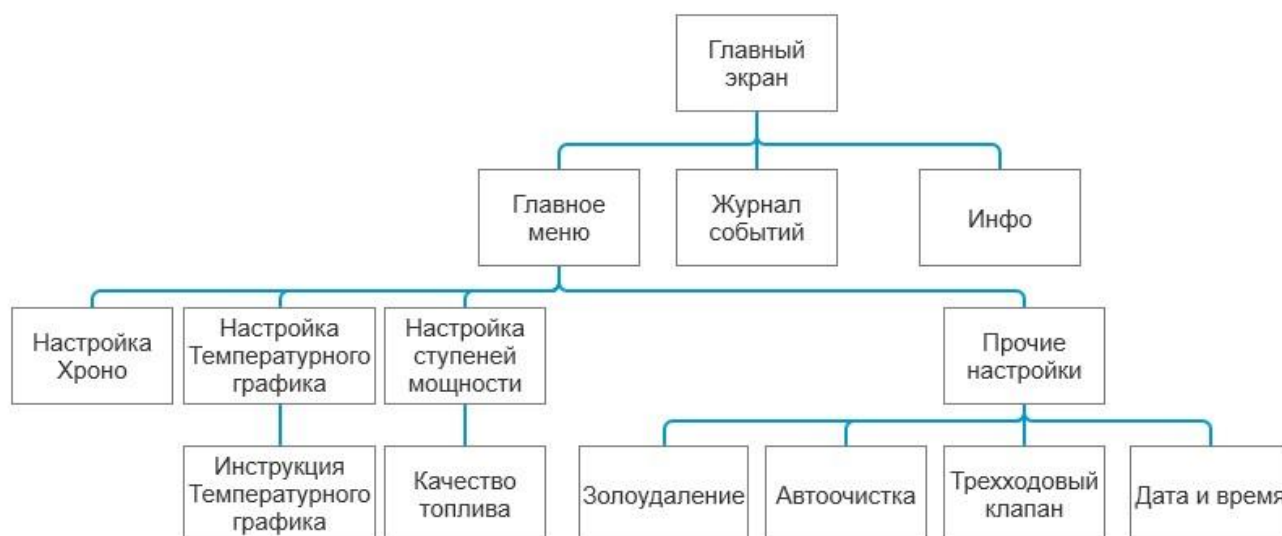 Главный
экран
Главное
меню
Журнал
событий
Инфо
Настройка
Хроно
Настройка
Температурного
графика
Настройка
ступеней
мощности
Прочие
настройки
Инструкция
Температурного
графика
Качество
топлива
Золоудаление
Автоочистка
Трехходовый
клапан
Дата и время